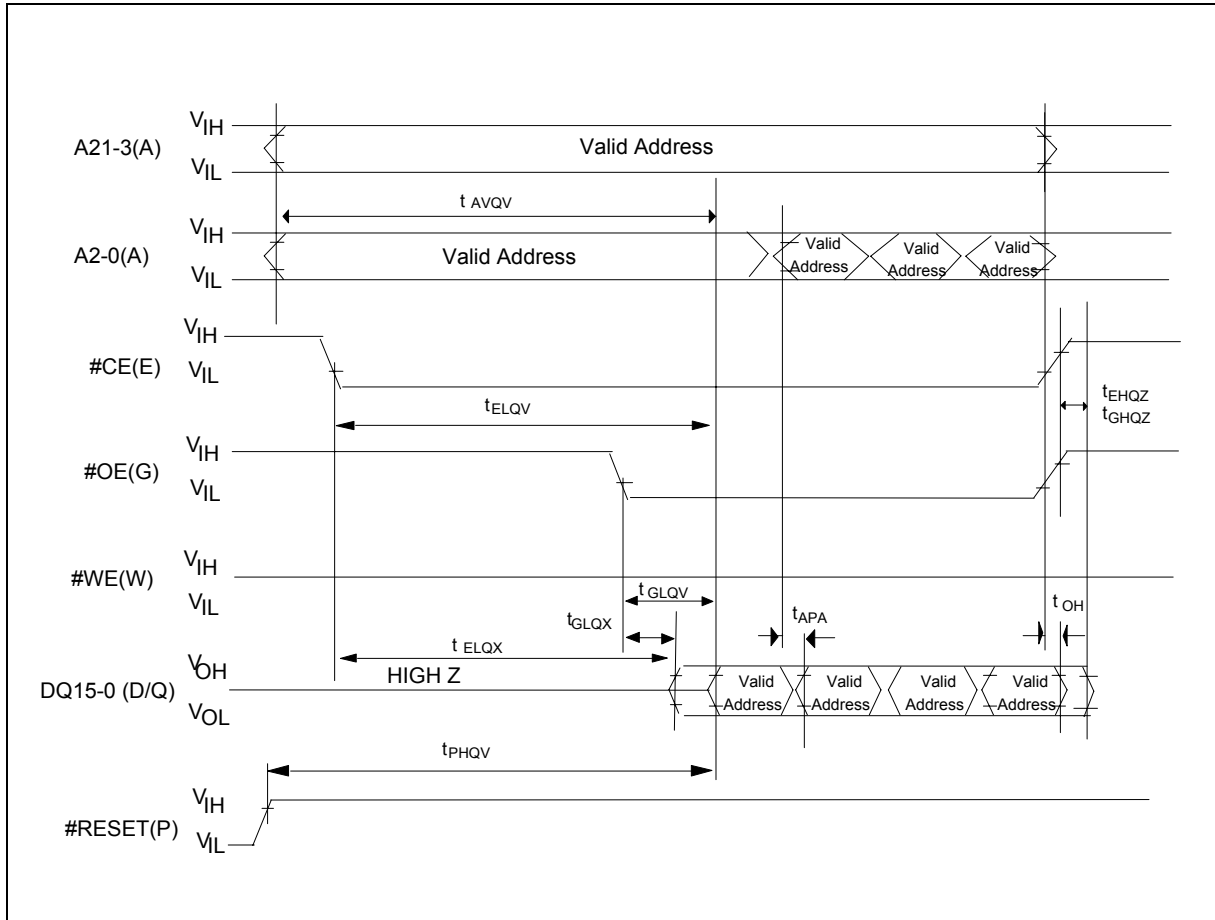 VIH
A21-3(A)
Valid Address
VIL
t AVQV
VIH
A2-0(A)
Valid Address
Valid Address
Valid Address
Valid Address
VIL
VIH
#CE(E)
VIL
tEHQZ
tGHQZ
tELQV
VIH
#OE(G)
VIL
VIH
#WE(W)
VIL
t GLQV
tGLQX
tAPA
t OH
t ELQX
VOH
HIGH Z
DQ15-0 (D/Q)
Valid Address
Valid Address
Valid Address
Valid Address
VOL
tPHQV
VIH
#RESET(P)
VIL